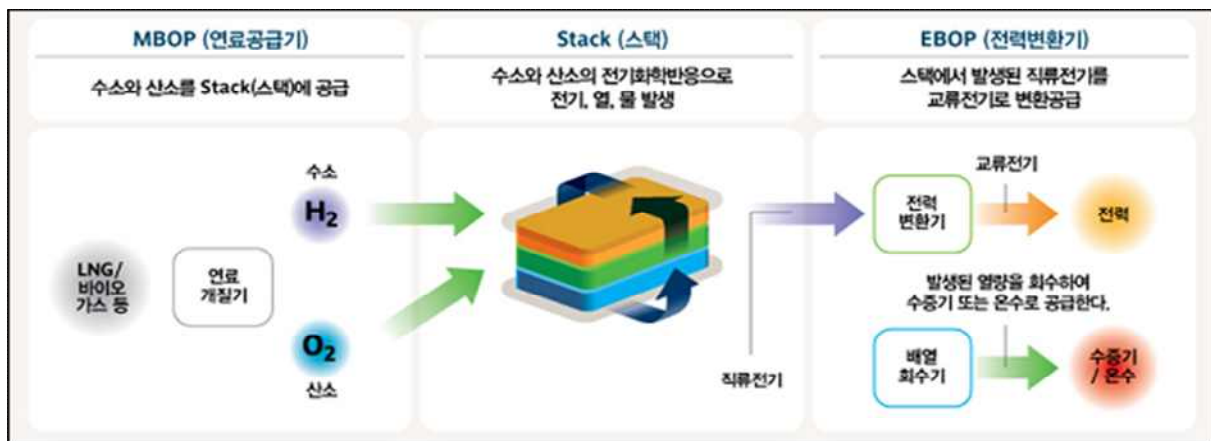 MBOP (연료공급기)
수소와 산소를 Stack(스택)에 공급
수소
H₂
LNG/
바이오
가스 등
연료
개질기
O₂
산소
Stack (스택)
수소와 산소의 전기화학반응으로
전기, 열, 물 발생
직류전기
EBOP (전력변환기)
스택에서 발생된 직류전기를
교류전기로 변환공급
교류전기
전력
변환기
전력
발생된 열량을 회수하여
수증기 또는 온수로 공급한다.
배열
회수기
수증기
/ 온수